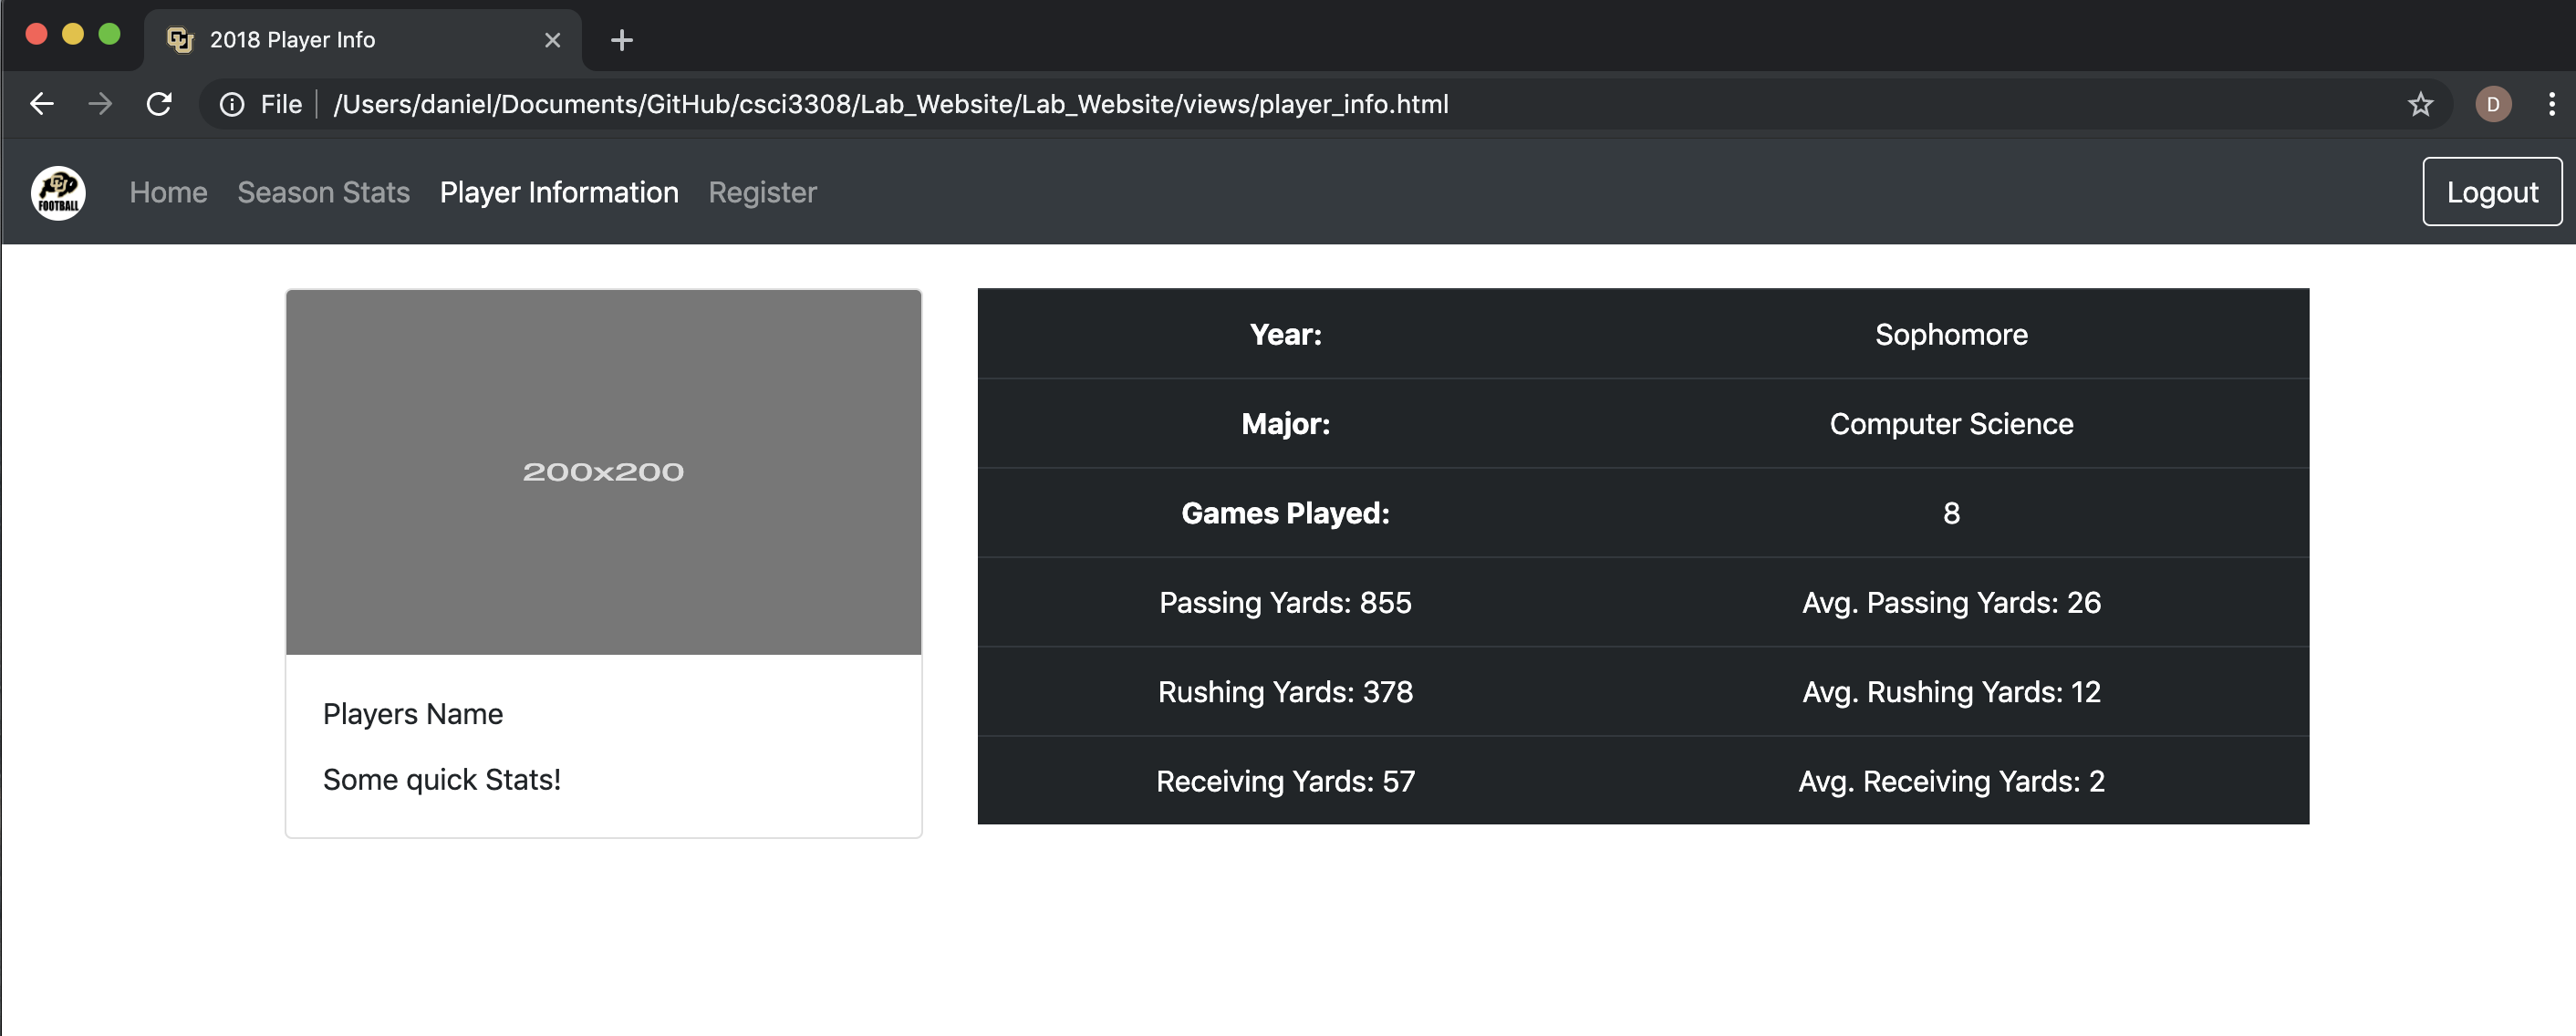 2018 Player Info
File /Users/daniel/Documents/GitHub/csci3308/Lab_Website/Lab_Website/views/player_info.html
D
CU
FOOTBALL
Home Season Stats Player Information Register Logout
200x200
Players Name
Some quick Stats!
Year: Sophomore
Major: Computer Science
Games Played: 8
Passing Yards: 855 Avg. Passing Yards: 26
Rushing Yards: 378 Avg. Rushing Yards: 12
Receiving Yards: 57 Avg. Receiving Yards: 2